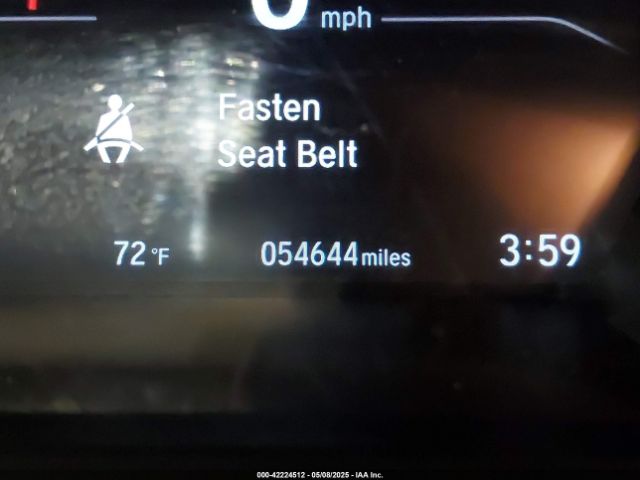 0 mph
Fasten
Seat Belt
72 °F 054644 miles 3:59
000-42224512 - 05/08/2025 - IAA Inc.